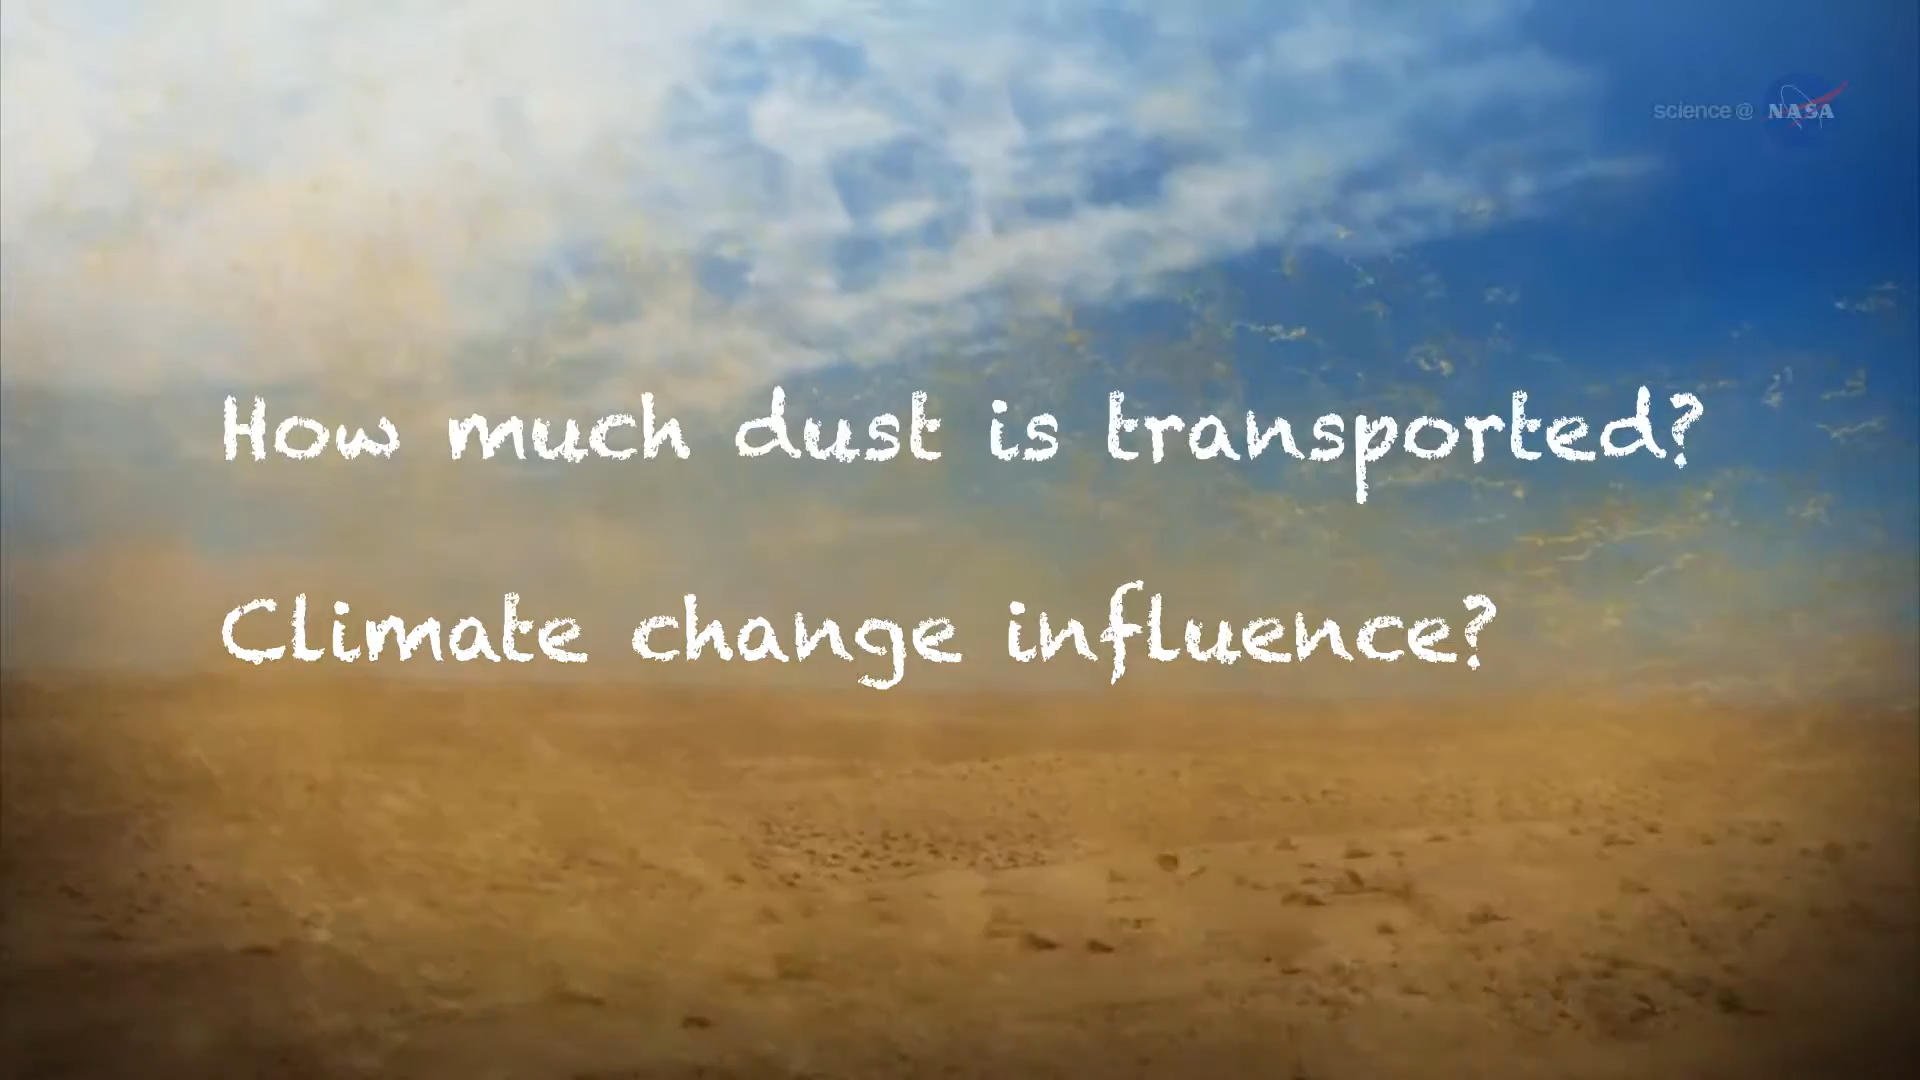 science @ NASA
How much dust is transported?
Climate change influence?